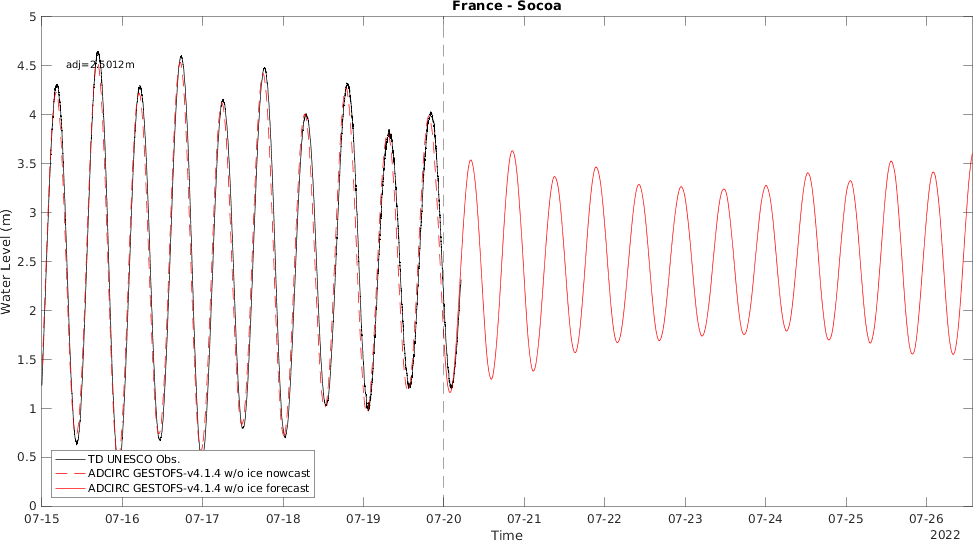 France - Socoa
5
4.5
4
3.5
3
2.5
2
1.5
1
0.5
0
Water Level (m)
adj=2.5012m
TD UNESCO Obs.
ADCIRC GESTOFS-v4.1.4 w/o ice nowcast
ADCIRC GESTOFS-v4.1.4 w/o ice forecast
07-15 07-16 07-17 07-18 07-19 07-20 07-21 07-22 07-23 07-24 07-25 07-26
Time
2022